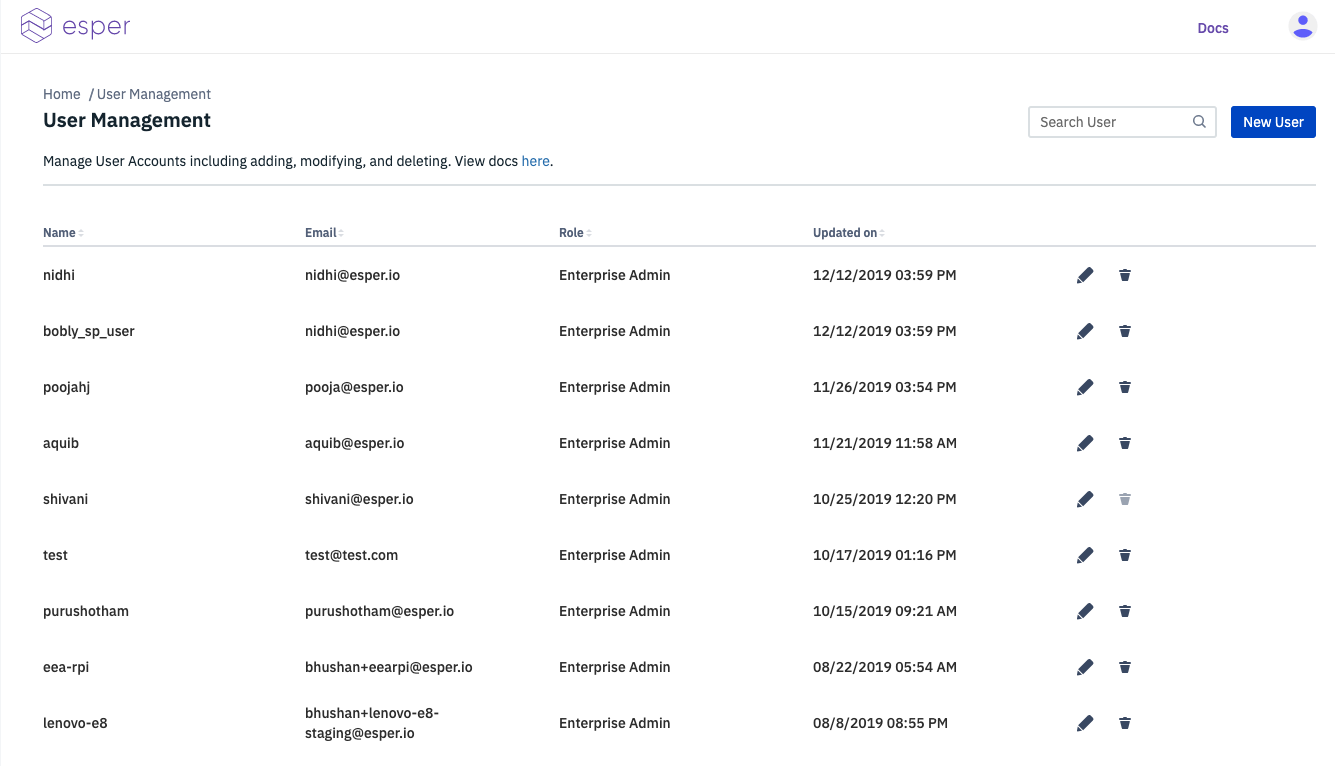 esper
Docs
Home / User Management
User Management
Search User
New User
Manage User Accounts including adding, modifying, and deleting. View docs here.
Name Email Role Updated on
nidhi nidhi@esper.io Enterprise Admin 12/12/2019 03:59 PM
bobly_sp_user nidhi@esper.io Enterprise Admin 12/12/2019 03:59 PM
poojahj pooja@esper.io Enterprise Admin 11/26/2019 03:54 PM
aquib aquib@esper.io Enterprise Admin 11/21/2019 11:58 AM
shivani shivani@esper.io Enterprise Admin 10/25/2019 12:20 PM
test test@test.com Enterprise Admin 10/17/2019 01:16 PM
purushotham purushotham@esper.io Enterprise Admin 10/15/2019 09:21 AM
eea-rpi bhushan+eearpi@esper.io Enterprise Admin 08/22/2019 05:54 AM
lenovo-e8 bhushan+lenovo-e8- Enterprise Admin 08/8/2019 08:55 PM
staging@esper.io